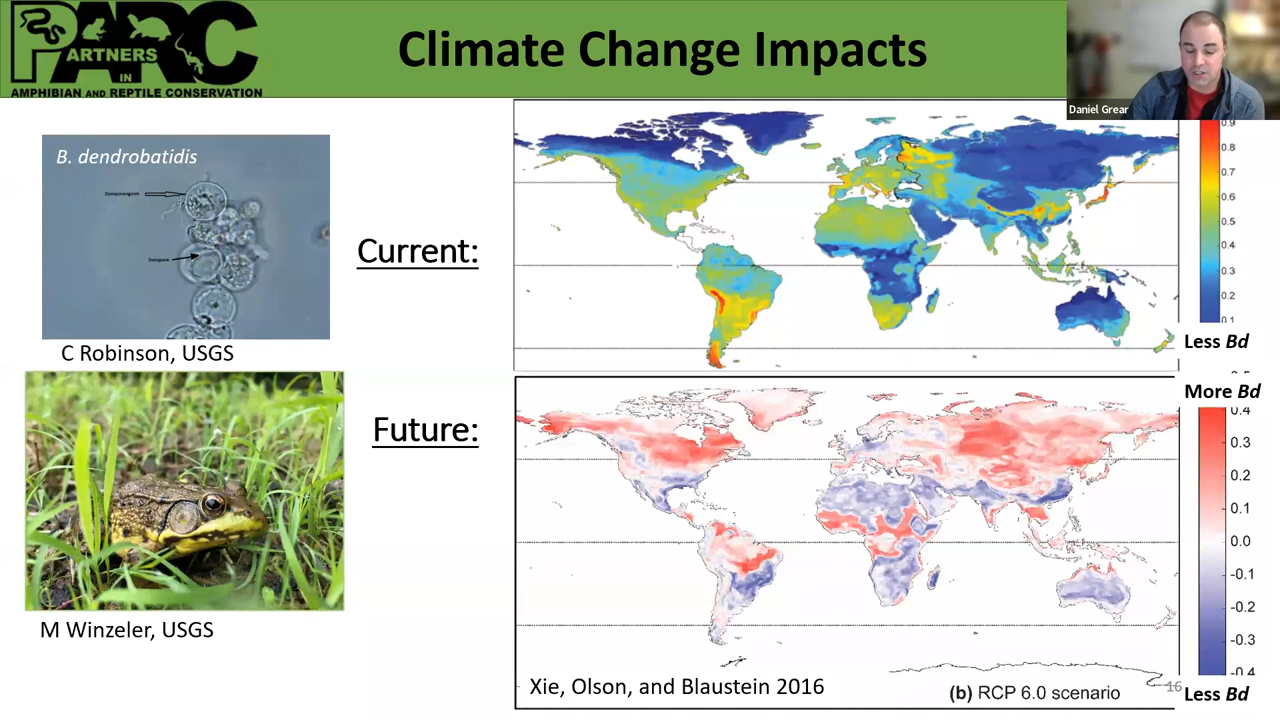 PARC
PARTNERS
IN
AMPHIBIAN AND REPTILE CONSERVATION
Climate Change Impacts
Daniel Grear
B. dendrobatidis
Zoosporangium
Zoospore
C Robinson, USGS
M Winzeler, USGS
Current:
Future:
0.9
0.8
0.7
0.6
0.5
0.4
0.3
0.2
0.1
Less Bd
More Bd
0.4
0.3
0.2
0.1
0.0
-0.1
-0.2
-0.3
-0.4
Less Bd
Xie, Olson, and Blaustein 2016
(b) RCP 6.0 scenario
16